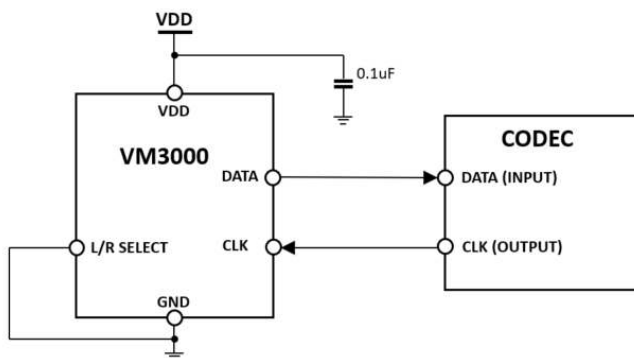 VDD
0.1uF
VDD
VM3000
CODEC
DATA
DATA (INPUT)
L/R SELECT
CLK
CLK (OUTPUT)
GND